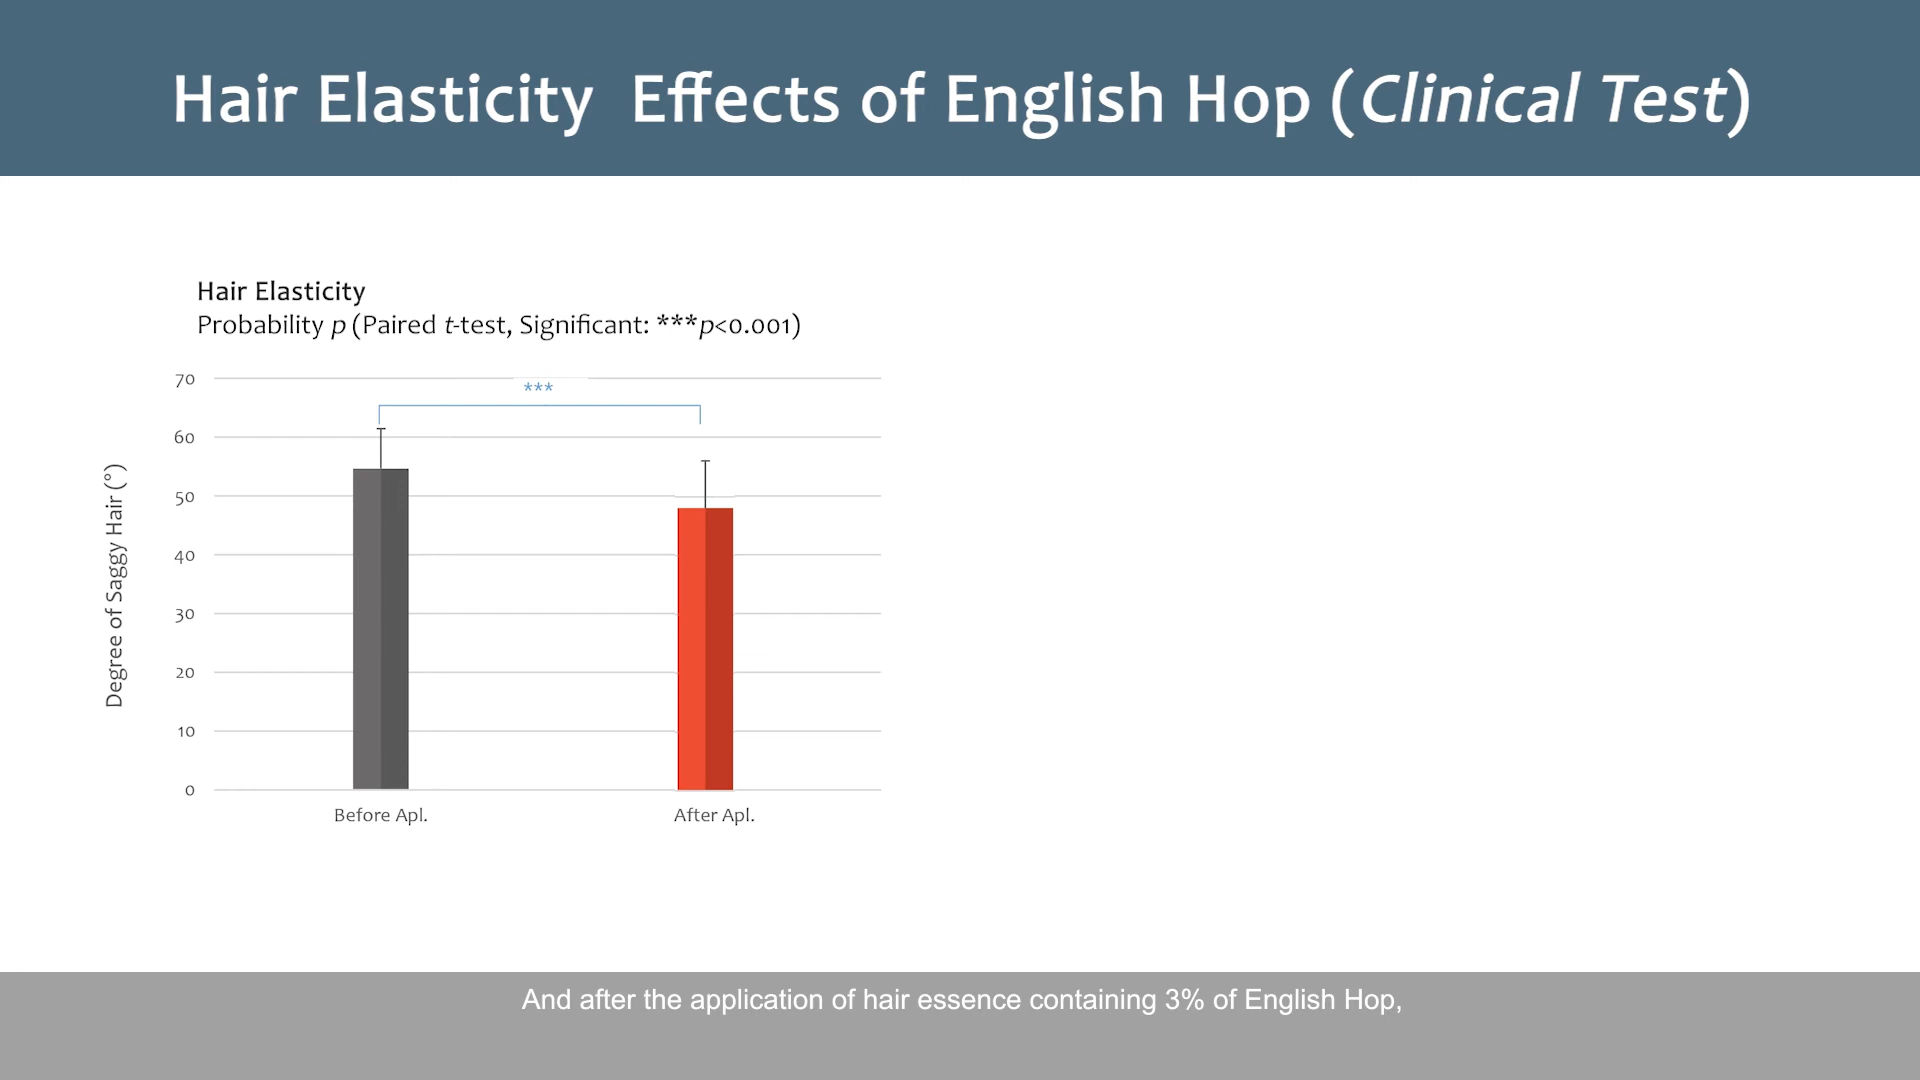 Hair Elasticity Effects of English Hop (Clinical Test)
Hair Elasticity
Probability p (Paired t-test, Significant: ***p<0.001)
70
***
60
50
40
30
20
10
0
Degree of Saggy Hair (°)
Before Apl.
After Apl.
And after the application of hair essence containing 3% of English Hop,